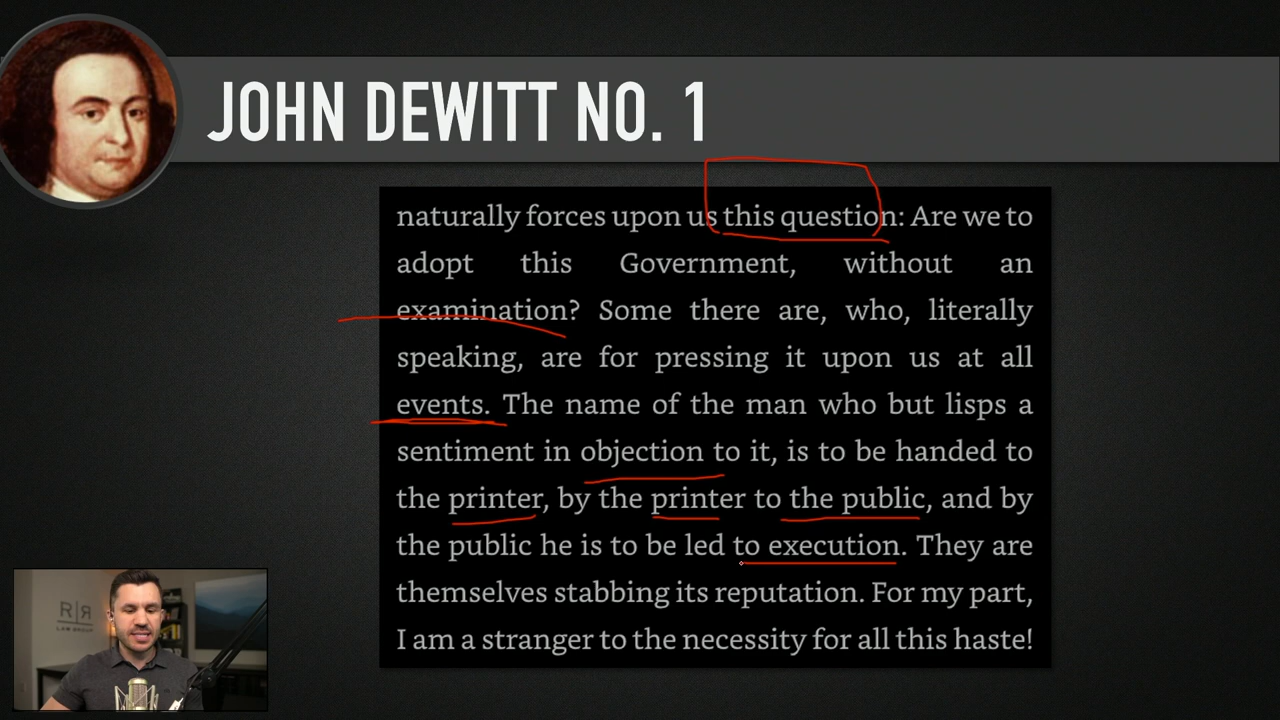 JOHN DEWITT NO. 1
naturally forces upon us this question: Are we to
adopt this Government, without an
examination? Some there are, who, literally
speaking, are for pressing it upon us at all
events. The name of the man who but lisps a
sentiment in objection to it, is to be handed to
the printer, by the printer to the public, and by
the public he is to be led to execution. They are
themselves stabbing its reputation. For my part,
I am a stranger to the necessity for all this haste!
R|R
LAW GROUP